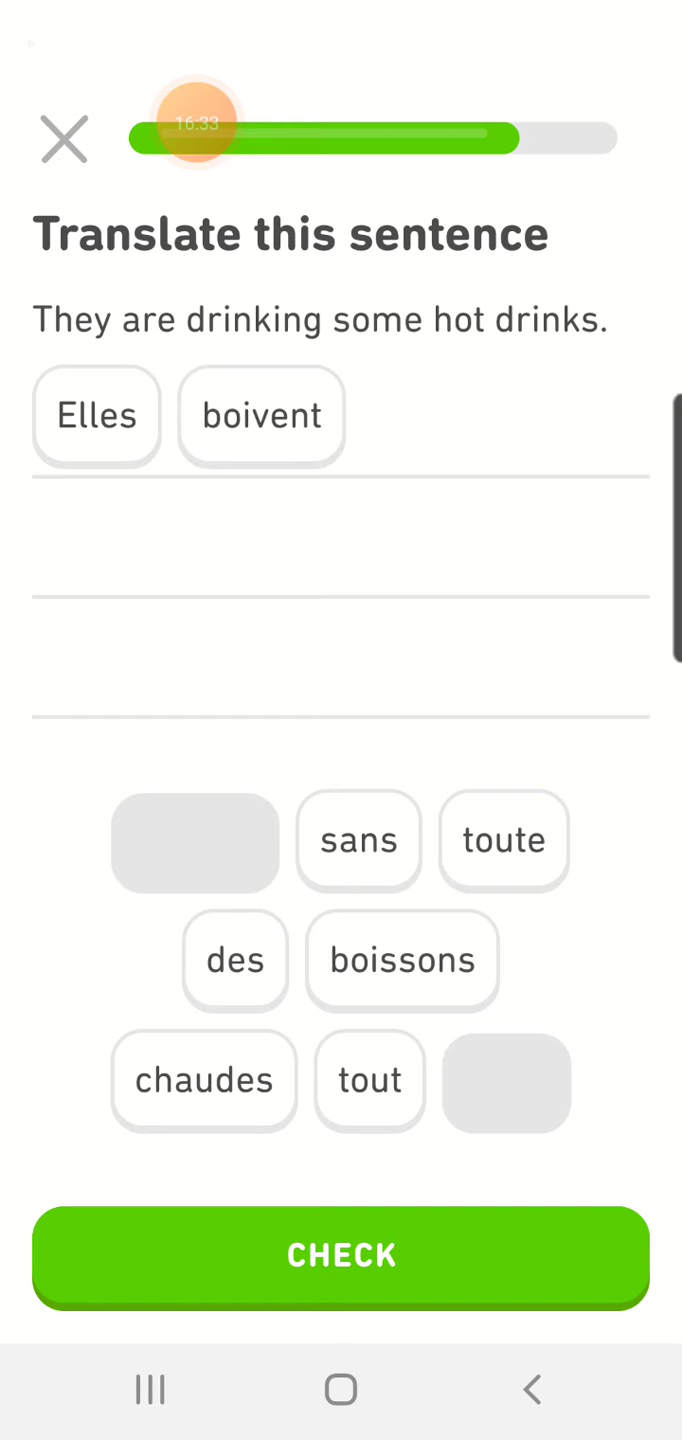 16:33
Translate this sentence
They are drinking some hot drinks.
Elles boivent
sans toute
des boissons
chaudes tout
CHECK